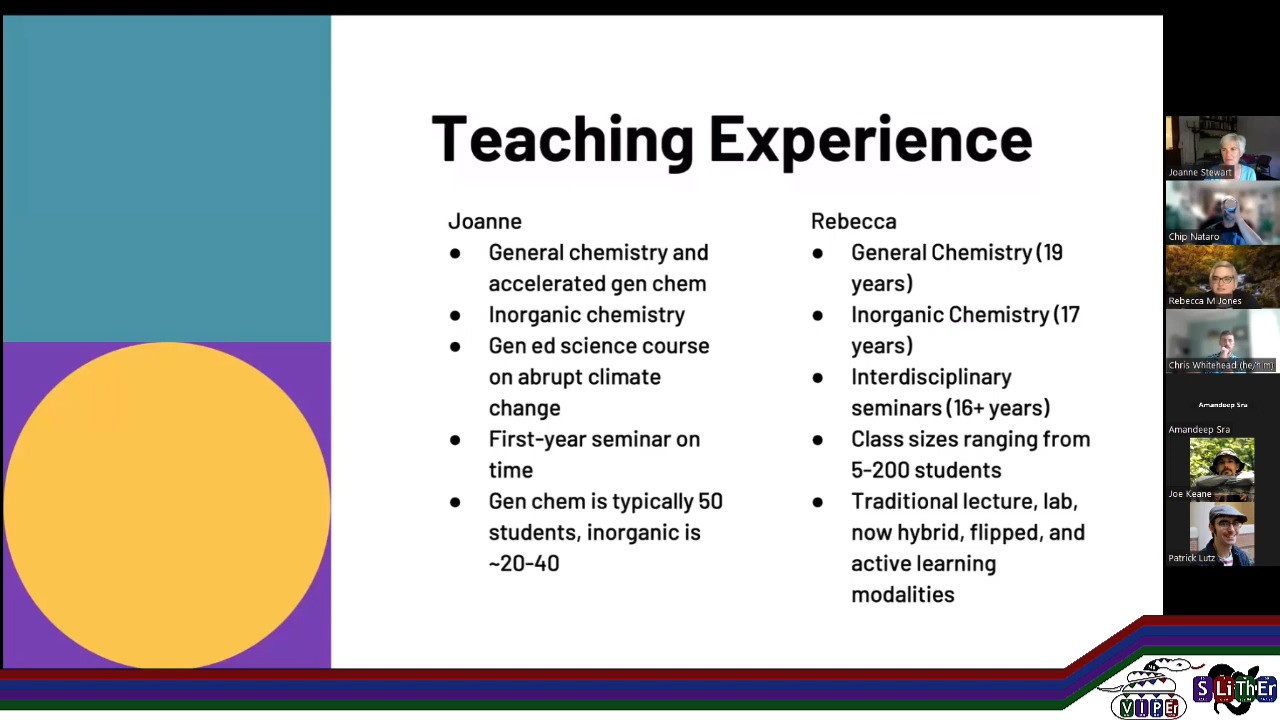 Teaching Experience
Joanne
● General chemistry and
accelerated gen chem
● Inorganic chemistry
● Gen ed science course
on abrupt climate
change
● First-year seminar on
time
● Gen chem is typically 50
students, inorganic is
~20-40
Rebecca
● General Chemistry (19
years)
● Inorganic Chemistry (17
years)
● Interdisciplinary
seminars (16+ years)
● Class sizes ranging from
5-200 students
● Traditional lecture, lab,
now hybrid, flipped, and
active learning
modalities
Joanne Stewart
Chip Nataro
Rebecca M Jones
Chris Whitehead (he/him)
Amandeep Sra
Amandeep Sra
Joe Keane
Patrick Lutz
VIPEr
SLiThEr